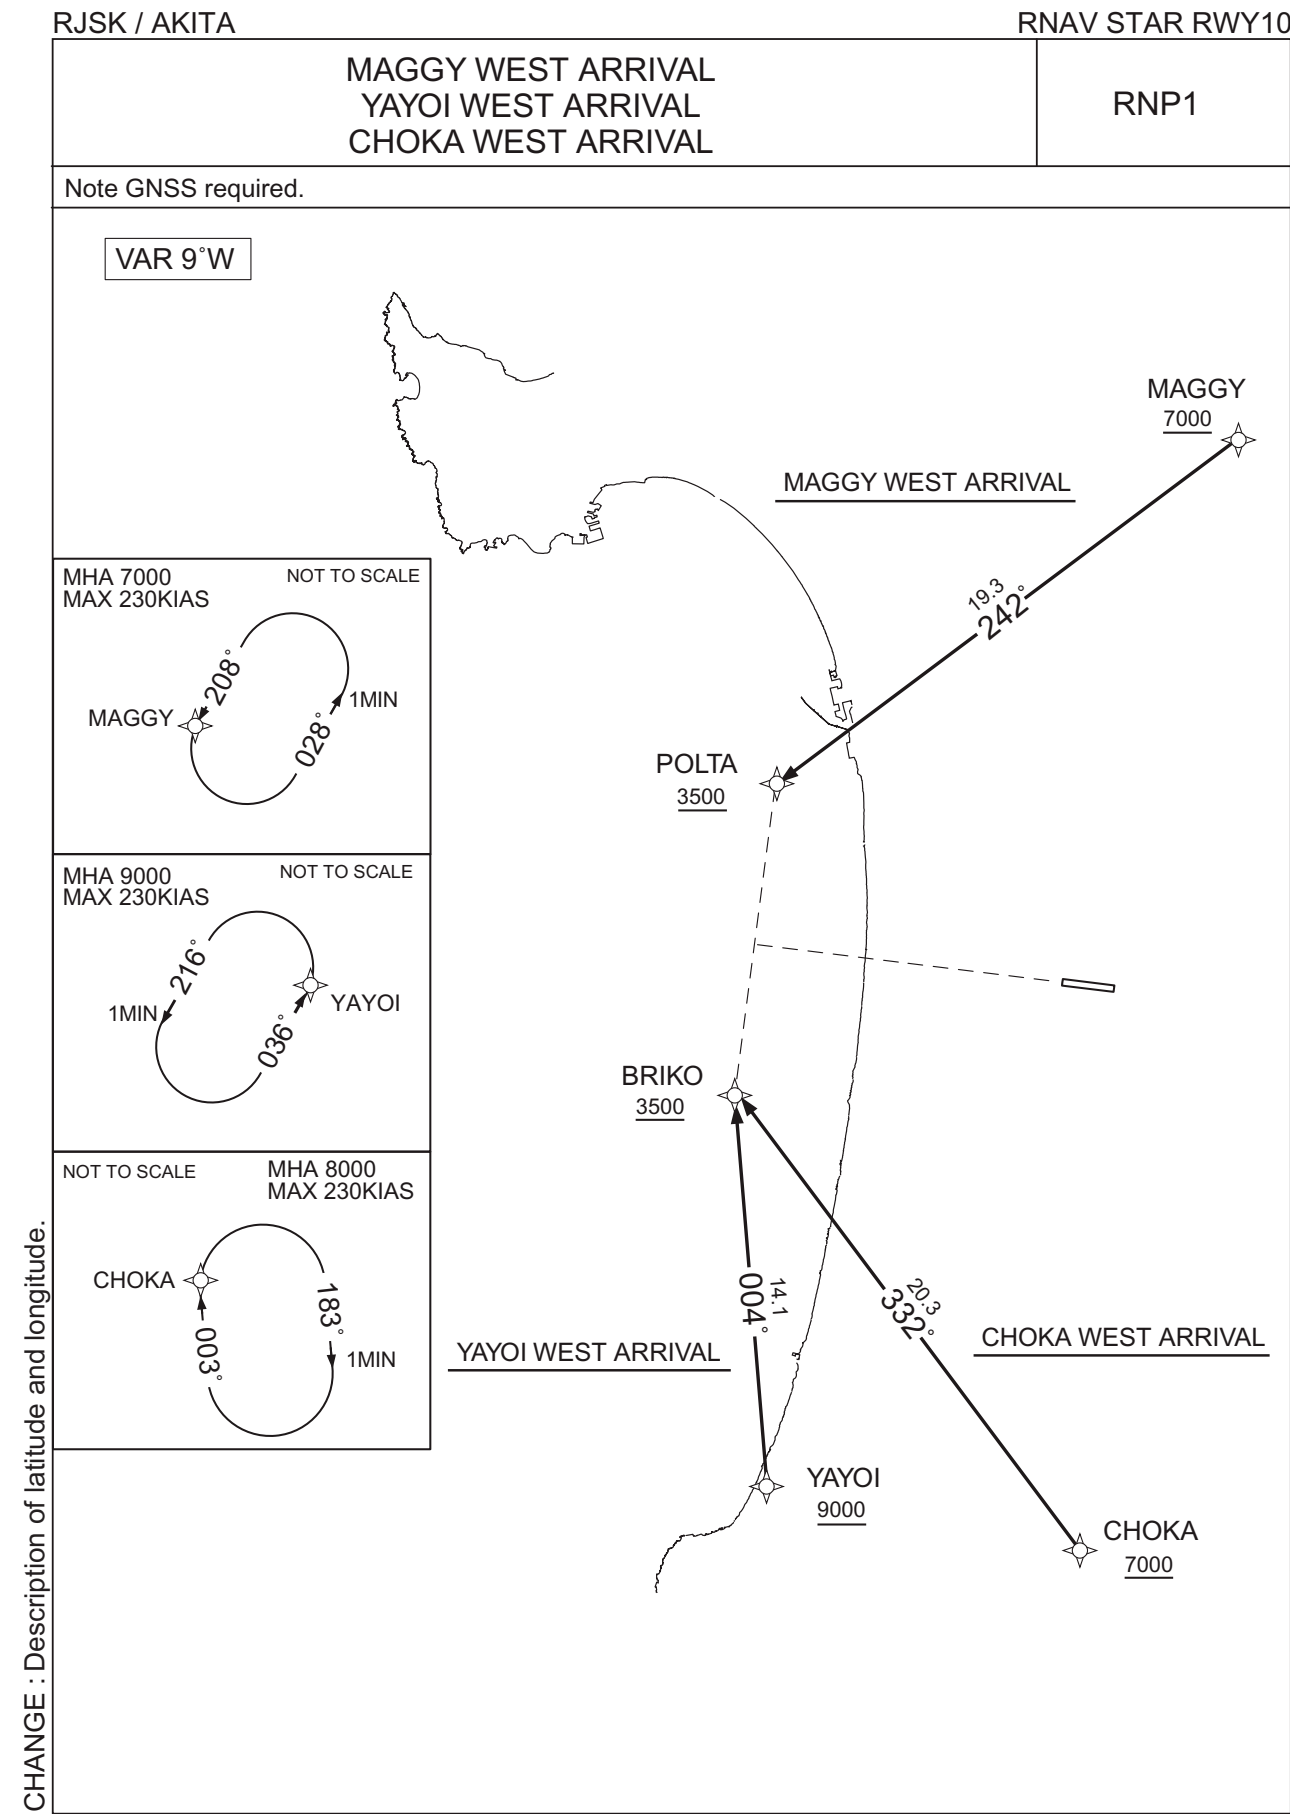 RJSK / AKITA
RNAV STAR RWY10
MAGGY WEST ARRIVAL
YAYOI WEST ARRIVAL
CHOKA WEST ARRIVAL
RNP1
Note GNSS required.
VAR 9°W
MAGGY
7000
MAGGY WEST ARRIVAL
19.3
242°
MHA 7000
MAX 230KIAS
NOT TO SCALE
208°
MAGGY
1MIN
028°
POLTA
3500
MHA 9000
MAX 230KIAS
NOT TO SCALE
216°
1MIN
YAYOI
036°
BRIKO
3500
NOT TO SCALE
MHA 8000
MAX 230KIAS
CHOKA
183°
003°
1MIN
14.1
004°
20.3
332°
YAYOI WEST ARRIVAL
CHOKA WEST ARRIVAL
YAYOI
9000
CHOKA
7000
CHANGE : Description of latitude and longitude.